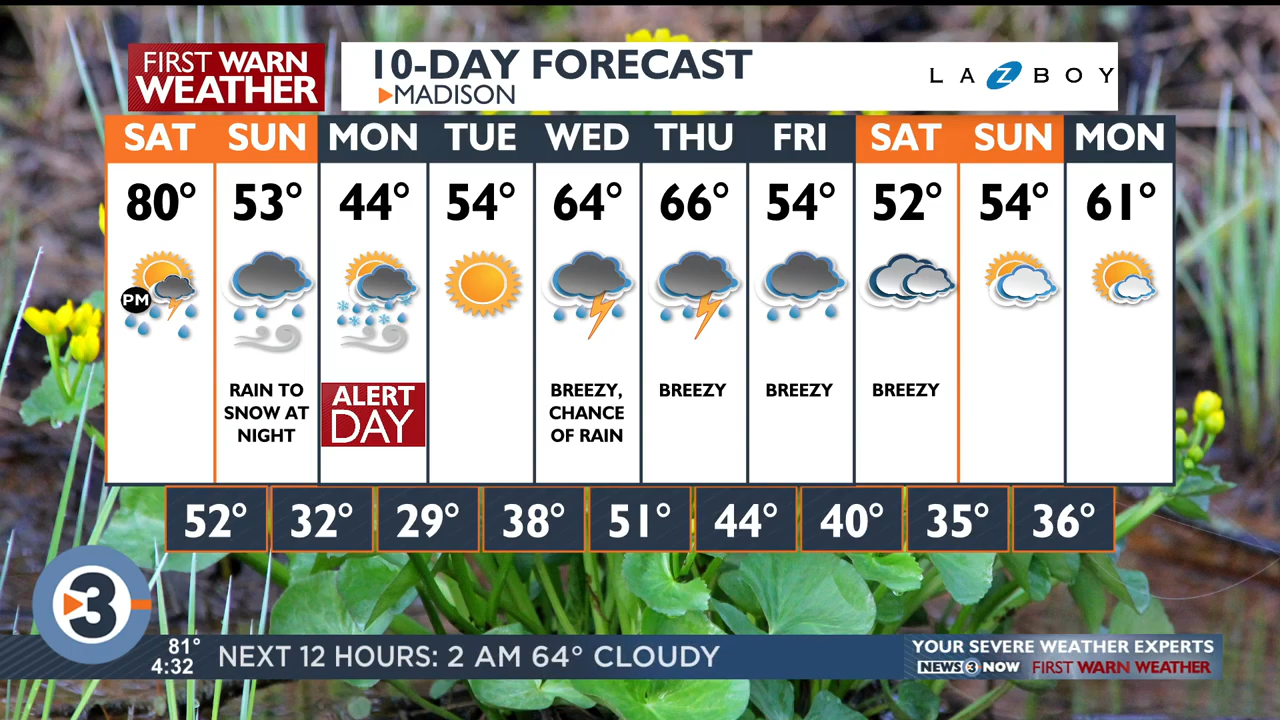 FIRST WARN
WEATHER
10-DAY FORECAST
MADISON
LAZBOY
SAT SUN MON TUE WED THU FRI SAT SUN MON
80° 53° 44° 54° 64° 66° 54° 52° 54° 61°
PM
RAIN TO
SNOW AT
NIGHT
ALERT
DAY
BREEZY,
CHANCE
OF RAIN
BREEZY
BREEZY
BREEZY
52° 32° 29° 38° 51° 44° 40° 35° 36°
3
81°
4:32
NEXT 12 HOURS: 2 AM 64° CLOUDY
YOUR SEVERE WEATHER EXPERTS
NEWS 3 NOW FIRST WARN WEATHER